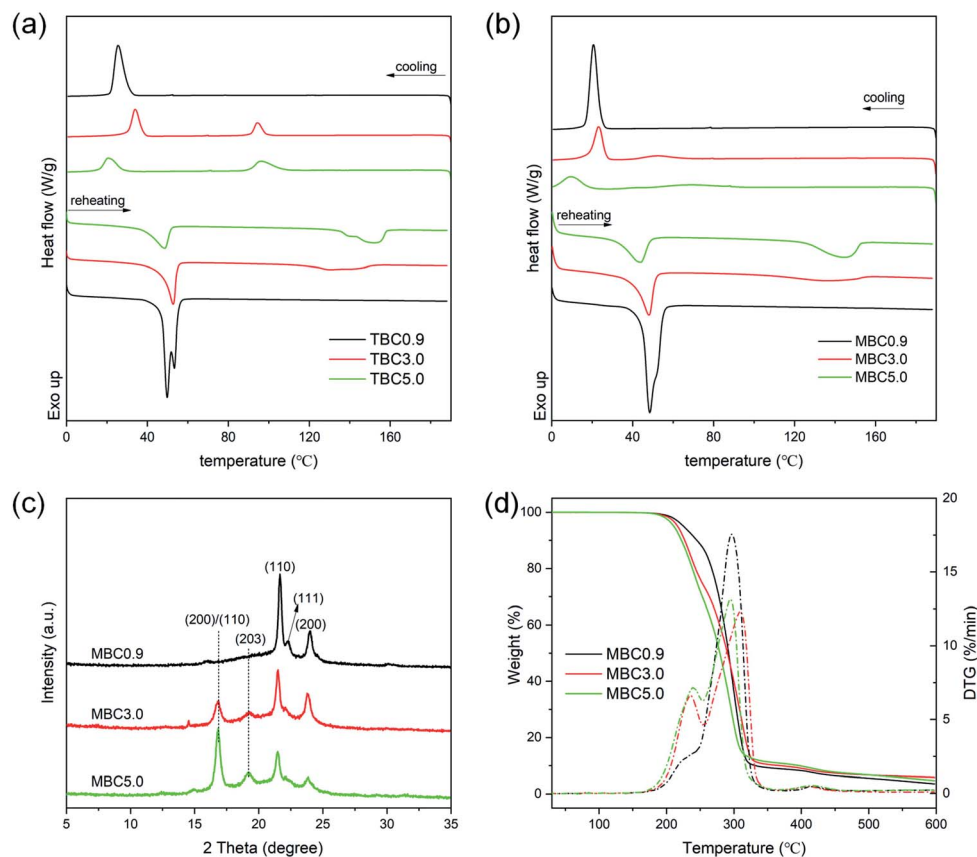 (a)
cooling
Heat flow (W/g)
reheating
TBC0.9
TBC3.0
TBC5.0
Exo up
0 40 80 120 160
temperature (℃)
(b)
cooling
heat flow (W/g)
reheating
MBC0.9
MBC3.0
MBC5.0
Exo up
0 40 80 120 160
temperature (℃)
(c)
Intensity (a.u.)
(110)
(111)
(200)/(110)
(203)
(200)
MBC0.9
MBC3.0
MBC5.0
5 10 15 20 25 30 35
2 Theta (degree)
(d)
Weight (%)
100
80
60
40
20
0
MBC0.9
MBC3.0
MBC5.0
20
15
10
5
0
DTG (%/min)
100 200 300 400 500 600
Temperature (℃)